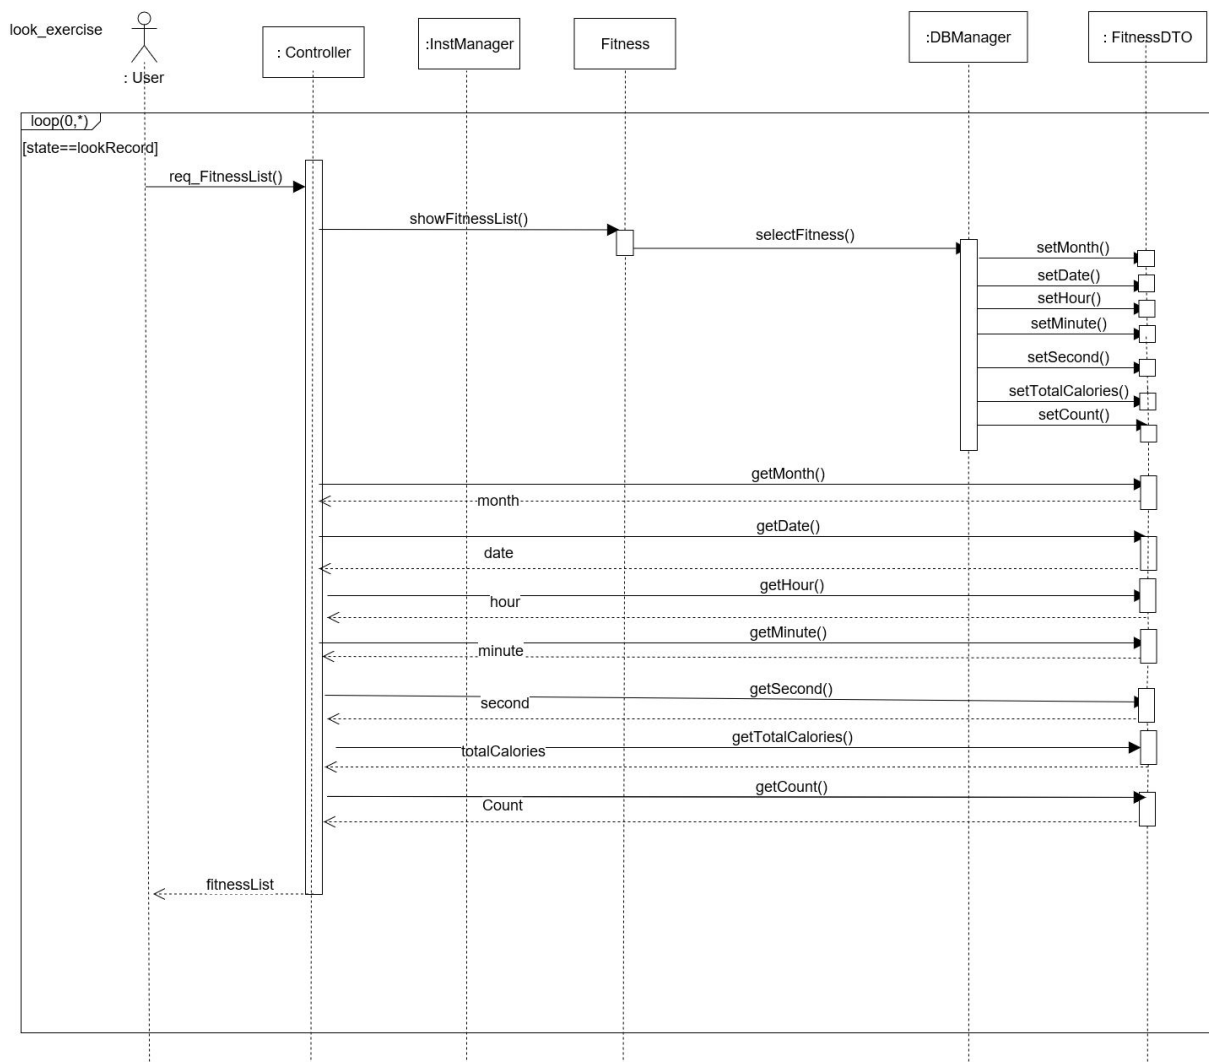 look_exercise
: User
: Controller
:InstManager
Fitness
:DBManager
: FitnessDTO
loop(0,*)
[state==lookRecord]
req_FitnessList()
showFitnessList()
selectFitness()
setMonth()
setDate()
setHour()
setMinute()
setSecond()
setTotalCalories()
setCount()
getMonth()
month
getDate()
date
getHour()
hour
getMinute()
minute
getSecond()
second
getTotalCalories()
totalCalories
getCount()
Count
fitnessList